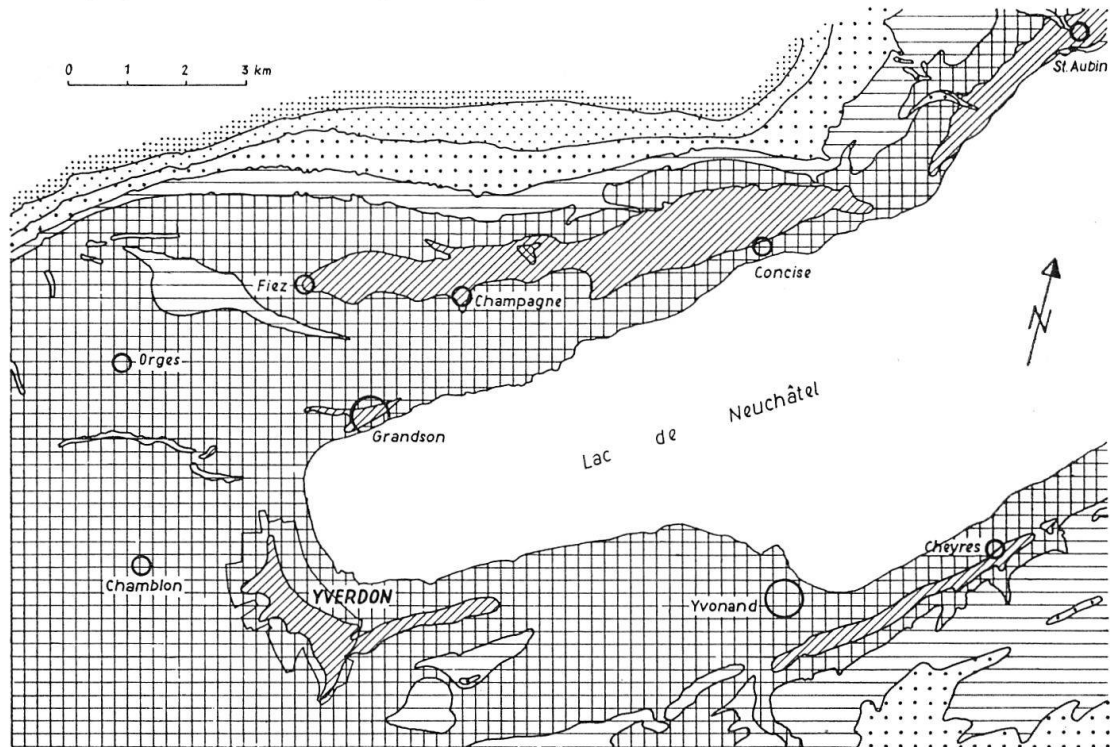 0 1 2 3 km
St. Aubin
Concise
Fiez
Champagne
N
Orges
Grandson
Lac de Neuchâtel
Cheyres
Chamblon
YVERDON
Yvonand